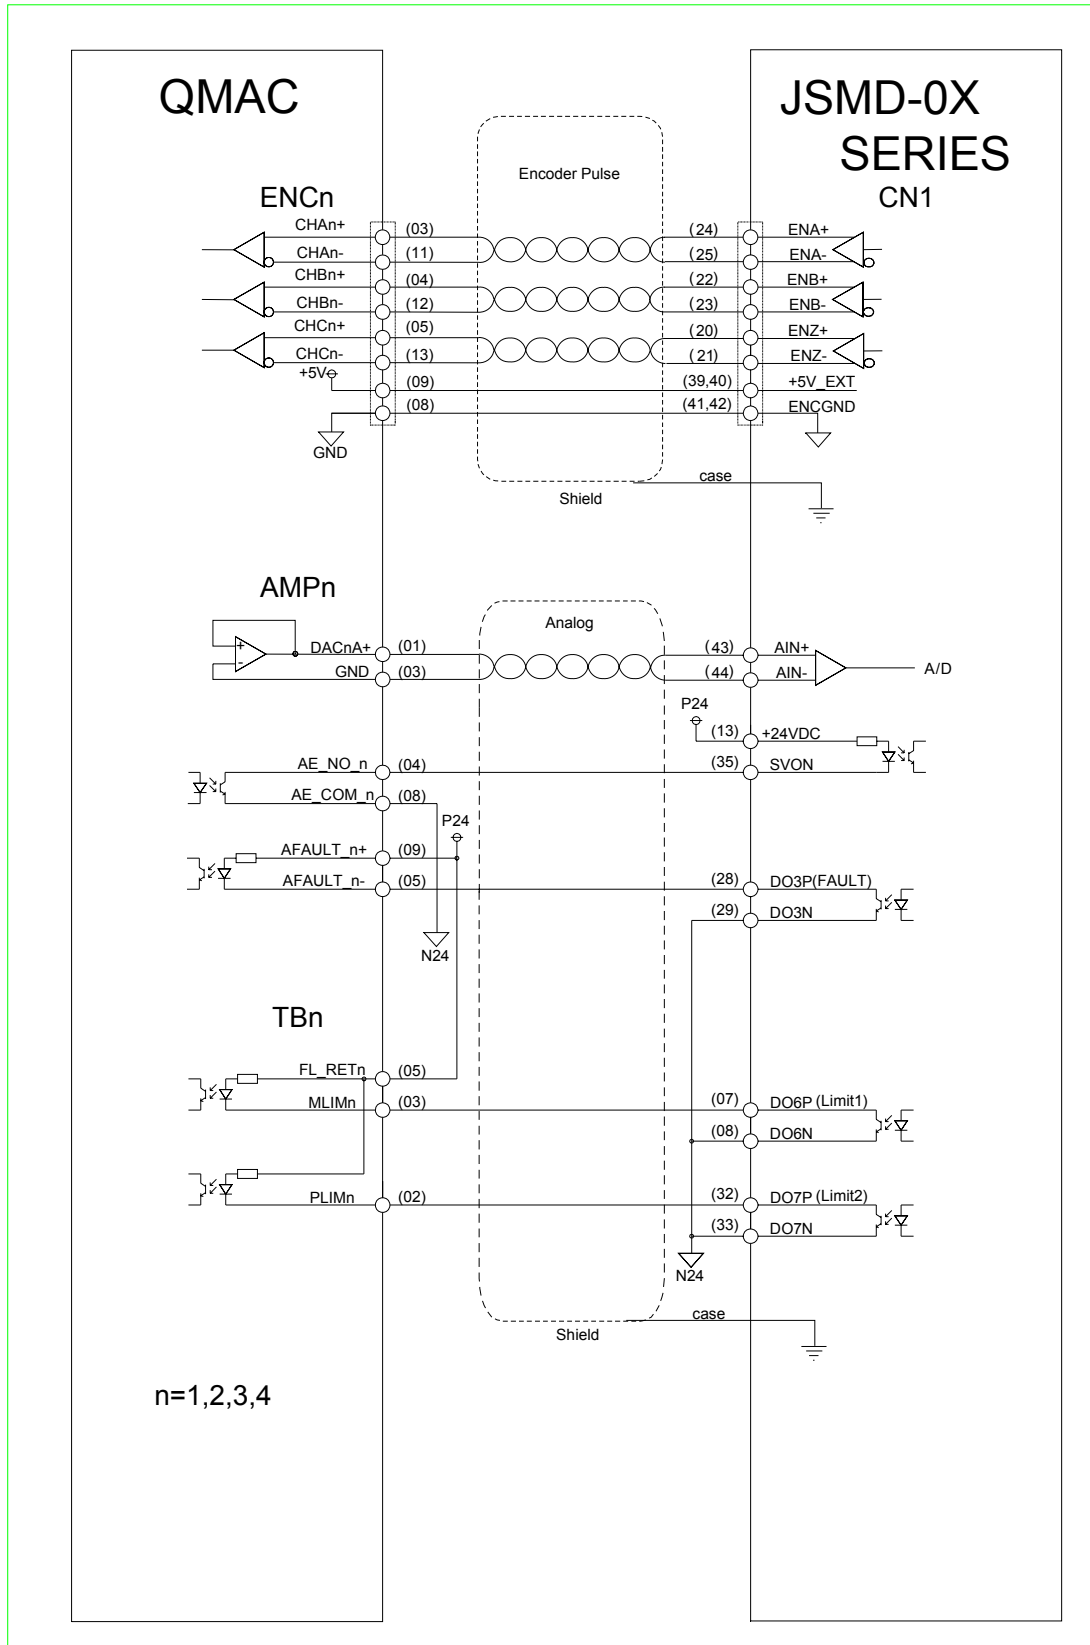 QMAC
JSMD-0X
SERIES
Encoder Pulse
ENCn
CN1
CHAn+ (03) (24) ENA+
CHAn- (11) (25) ENA-
CHBn+ (04) (22) ENB+
CHBn- (12) (23) ENB-
CHCn+ (05) (20) ENZ+
CHCn- (13) (21) ENZ-
+5V (09) (39,40) +5V_EXT
(08) (41,42) ENCGND
GND
case
Shield
AMPn
Analog
+
-
DACnA+ (01) (43) AIN+
GND (03) (44) AIN-
A/D
P24
(13) +24VDC
AE_NO_n (04) (35) SVON
AE_COM_n (08)
P24
AFAULT_n+ (09)
AFAULT_n- (05) (28) DO3P(FAULT)
(29) DO3N
N24
TBn
FL_RETn (05)
MLIMn (03) (07) DO6P (Limit1)
(08) DO6N
PLIMn (02) (32) DO7P (Limit2)
(33) DO7N
N24
case
Shield
n=1,2,3,4